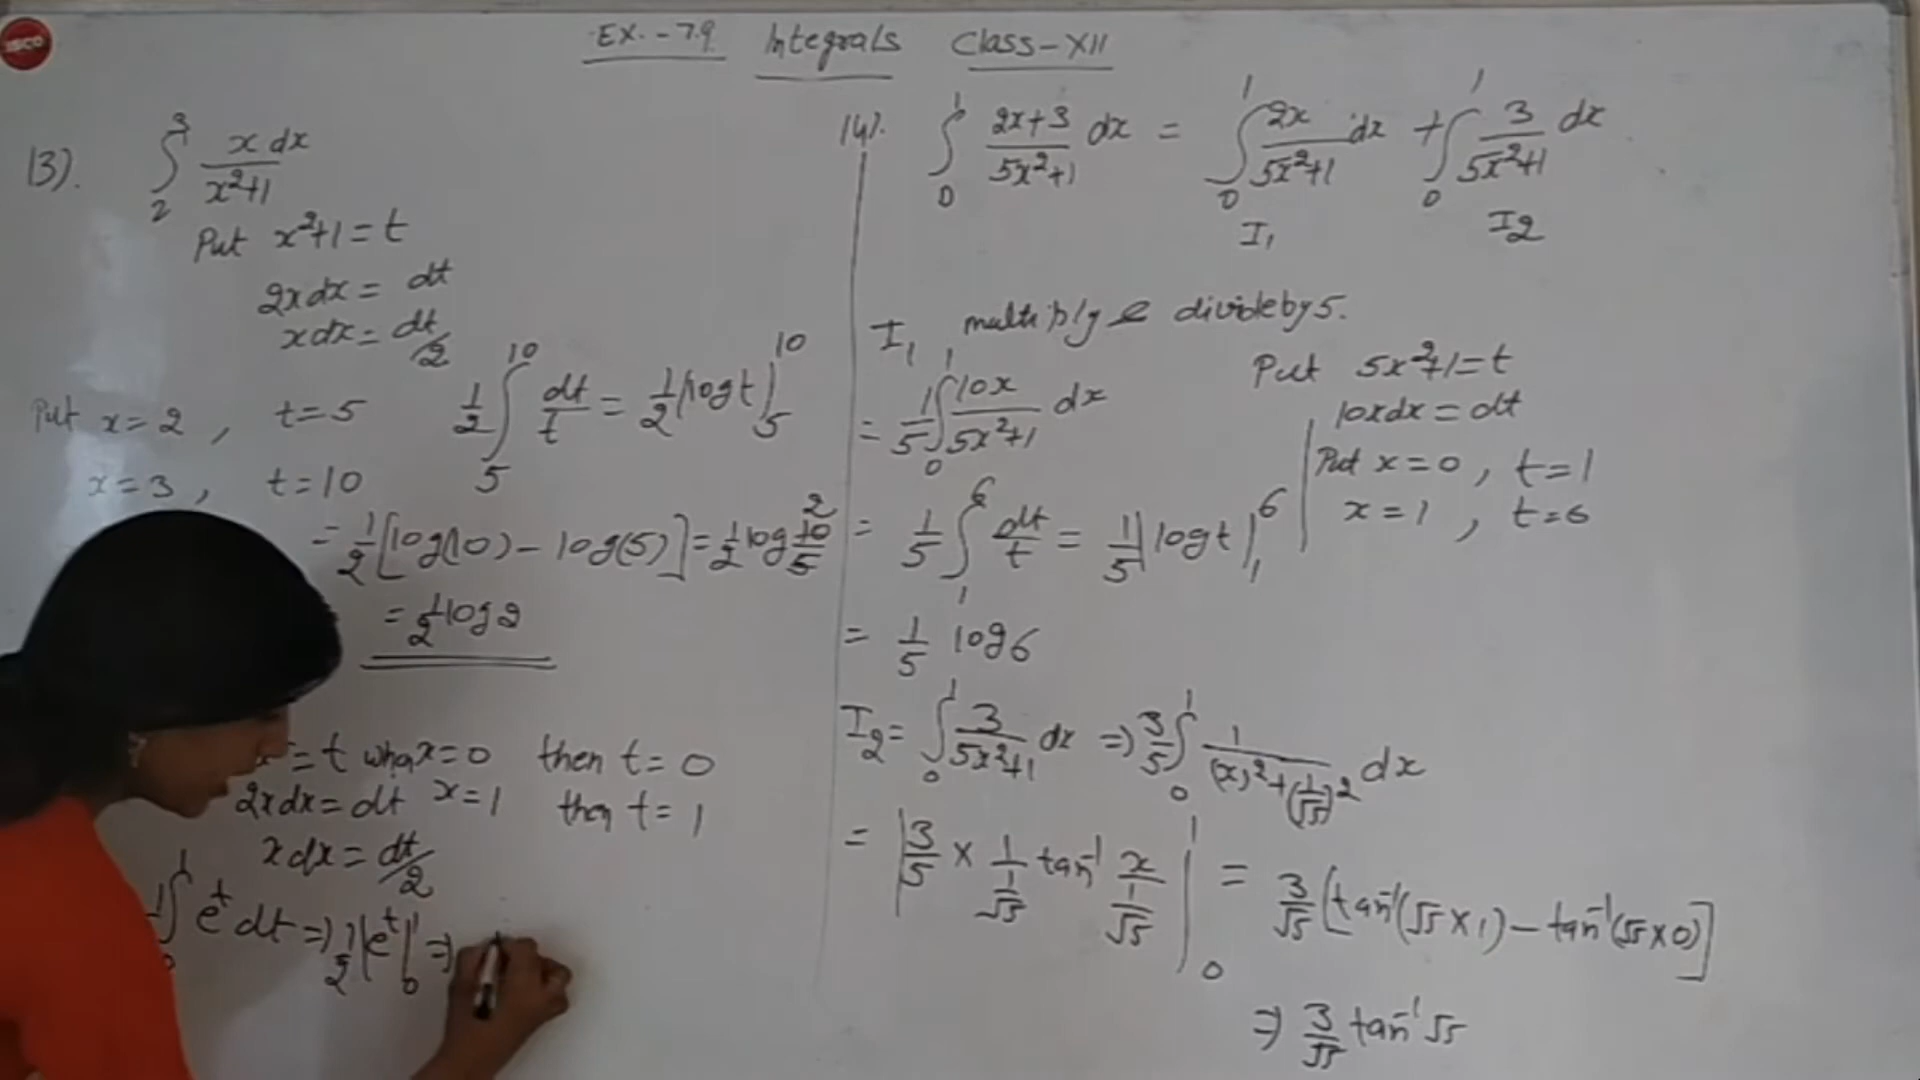 ISCO
EX.-7.9 Integrals Class-XII
13). ∫₂³ x dx / x²+1
Put x²+1 = t
2x dx = dt
x dx = dt/2
Put x=2, t=5
x=3, t=10
1/2 ∫₅¹⁰ dt/t = 1/2 |log t|₅¹⁰
= 1/2 [log(10) - log(5)] = 1/2 log 10/5 2
= 1/2 log 2
= t when x=0 then t=0
2x dx = dt x=1 then t=1
x dx = dt/2
∫₀¹ eᵗ dt ⇒ 1/2 |eᵗ|₀¹ ⇒
14). ∫₀¹ 2x+3 / 5x²+1 dx = ∫₀¹ 2x / 5x²+1 dx + ∫₀¹ 3 / 5x²+1 dx
I₁ I₂
I₁, multiply & divide by 5.
= 1/5 ∫₀¹ 10x / 5x²+1 dx
Put 5x²+1 = t
10x dx = dt
Put x=0, t=1
x=1, t=6
= 1/5 ∫₁⁶ dt/t = 1/5 |log t|₁⁶
= 1/5 log 6
I₂ = ∫₀¹ 3 / 5x²+1 dx ⇒ 3/5 ∫₀¹ 1 / (x)²+(1/√5)² dx
= |3/5 × 1/(1/√5) tan⁻¹ x/(1/√5)|₀¹ = 3/√5 [tan⁻¹(√5×1) - tan⁻¹(√5×0)]
⇒ 3/√5 tan⁻¹ √5